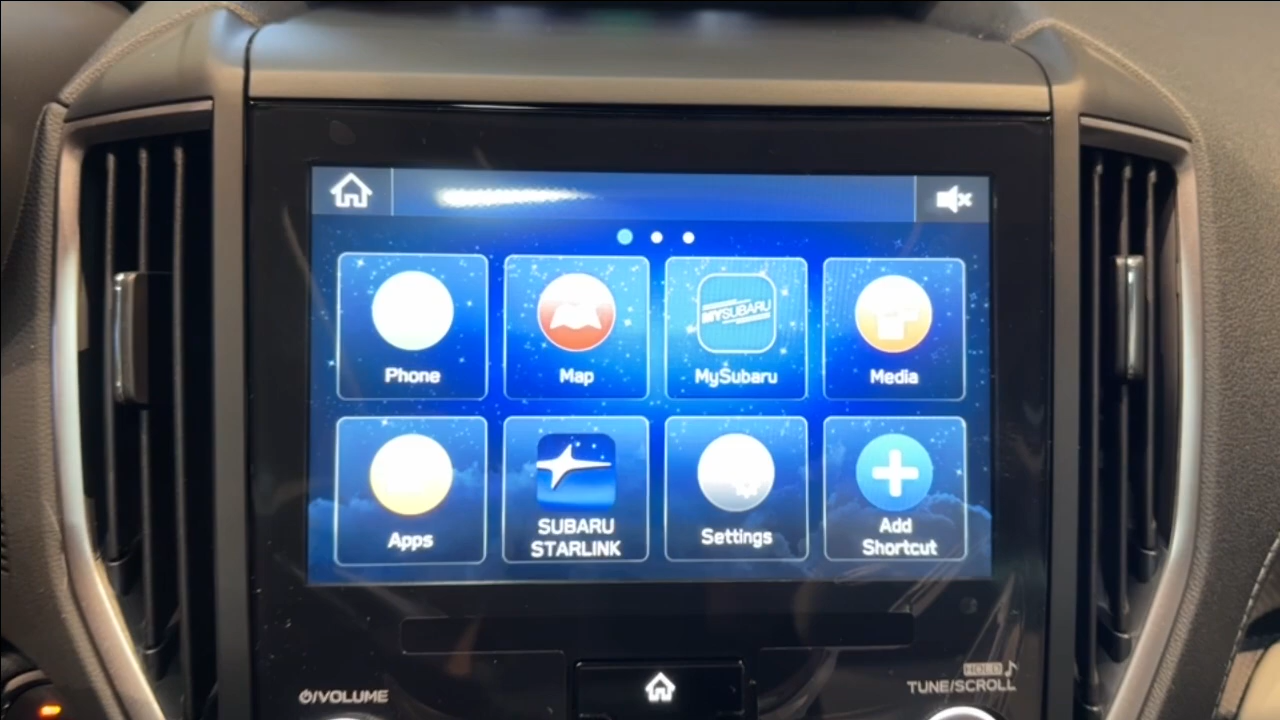 Phone
Map
MYSUBARU
MySubaru
Media
Apps
SUBARU
STARLINK
Settings
Add
Shortcut
/VOLUME
HOLD
TUNE/SCROLL